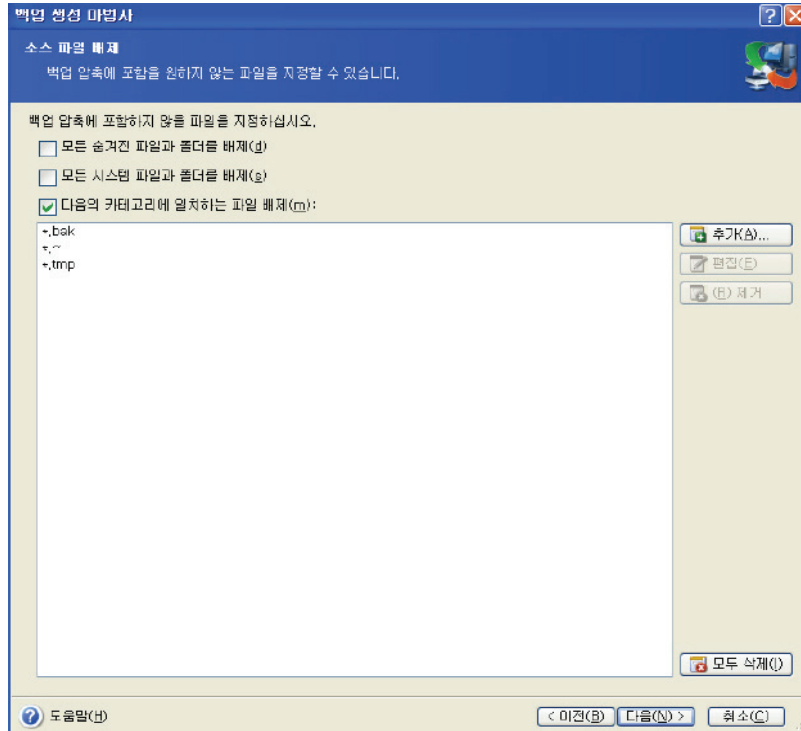 백업 생성 마법사
소스 파일 배제
백업 압축에 포함을 원하지 않는 파일을 지정할 수 있습니다.
백업 압축에 포함하지 않을 파일을 지정하십시오.
모든 숨겨진 파일과 폴더를 배제(d)
모든 시스템 파일과 폴더를 배제(s)
다음의 카테고리에 일치하는 파일 배제(m):
*.bak
*.~
*.tmp
추가(A)...
편집(E)
(R) 제거
모두 삭제(l)
도움말(H)
< 이전(B)
다음(N) >
취소(C)